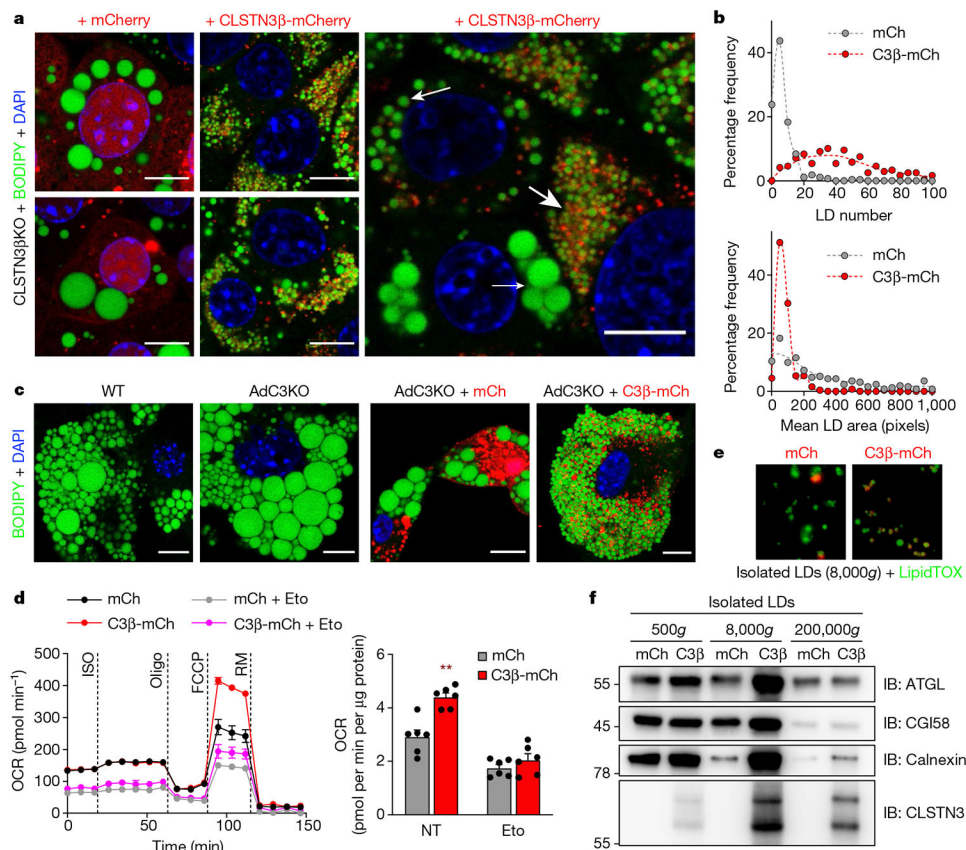 a
+ mCherry
+ CLSTN3β-mCherry
+ CLSTN3β-mCherry
CLSTN3βKO + BODIPY + DAPI
b
mCh
C3β-mCh
Percentage frequency
40
20
0
0 20 40 60 80 100
LD number
mCh
C3β-mCh
Percentage frequency
40
20
0
0 200 400 600 800 1,000
Mean LD area (pixels)
c
WT
AdC3KO
AdC3KO + mCh
AdC3KO + C3β-mCh
BODIPY + DAPI
e
mCh
C3β-mCh
Isolated LDs (8,000g) + LipidTOX
d
mCh
mCh + Eto
C3β-mCh
C3β-mCh + Eto
ISO
Oligo
FCCP
RM
OCR (pmol min⁻¹)
500
400
300
200
100
0
0 50 100 150
Time (min)
mCh
C3β-mCh
**
OCR
(pmol per min per μg protein)
6
4
2
0
NT
Eto
f
Isolated LDs
500g 8,000g 200,000g
mCh C3β mCh C3β mCh C3β
55
IB: ATGL
45
IB: CGI58
78
IB: Calnexin
55
IB: CLSTN3